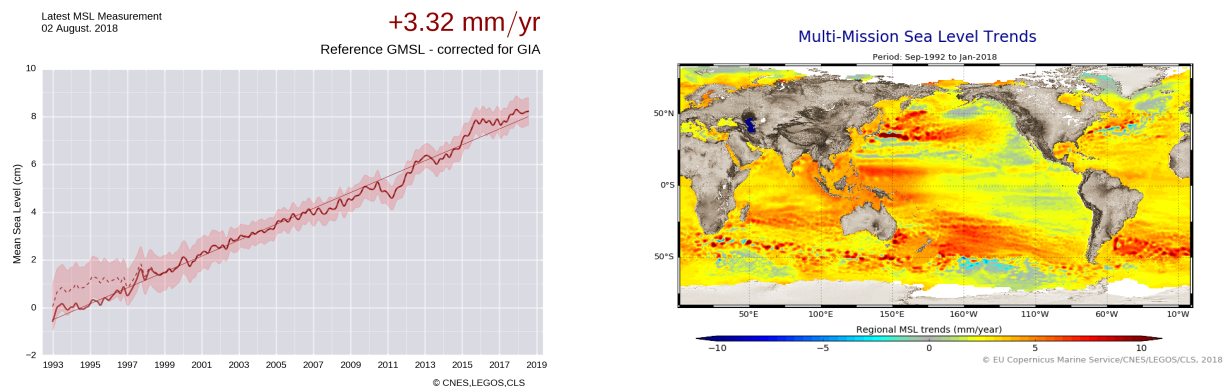 Latest MSL Measurement
02 August. 2018
+3.32 mm/yr
Reference GMSL - corrected for GIA
Mean Sea Level (cm)
10
8
6
4
2
0
−2
1993 1995 1997 1999 2001 2003 2005 2007 2009 2011 2013 2015 2017 2019
© CNES,LEGOS,CLS
Multi-Mission Sea Level Trends
Period: Sep-1992 to Jan-2018
50°N
0°S
50°S
50°E 100°E 150°E 160°W 110°W 60°W 10°W
Regional MSL trends (mm/year)
−10 −5 0 5 10
© EU Copernicus Marine Service/CNES/LEGOS/CLS, 2018